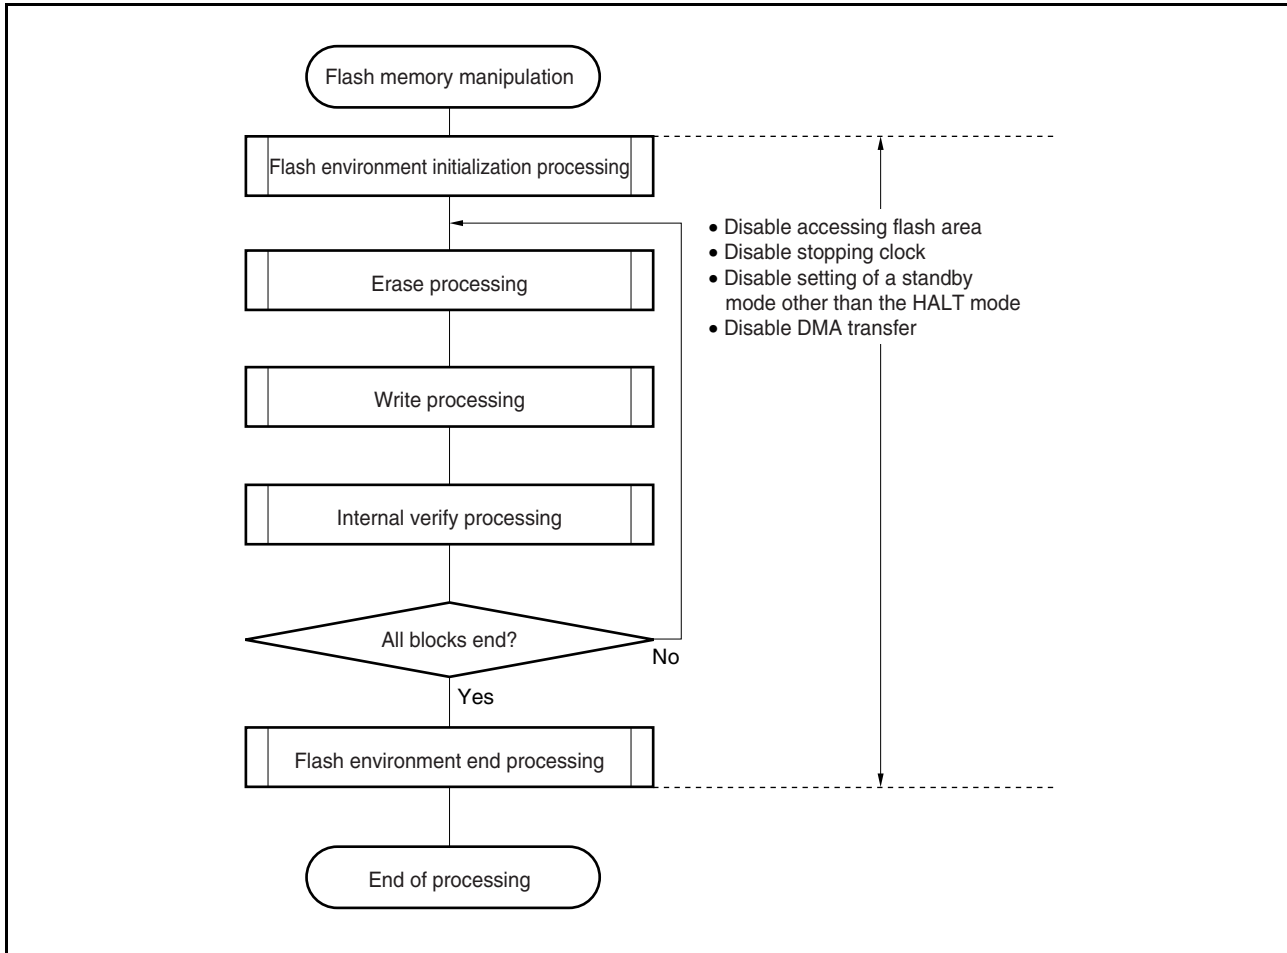 Flash memory manipulation
Flash environment initialization processing
• Disable accessing flash area
• Disable stopping clock
• Disable setting of a standby
mode other than the HALT mode
• Disable DMA transfer
Erase processing
Write processing
Internal verify processing
All blocks end?
No
Yes
Flash environment end processing
End of processing